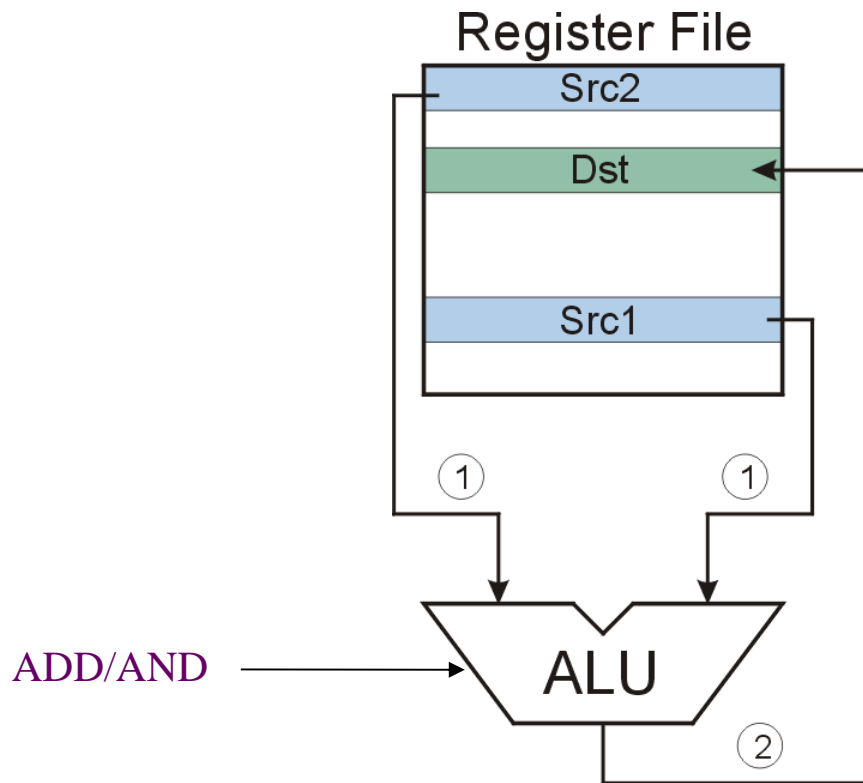 Register File
Src2
Dst
Src1
1
1
ADD/AND
ALU
2